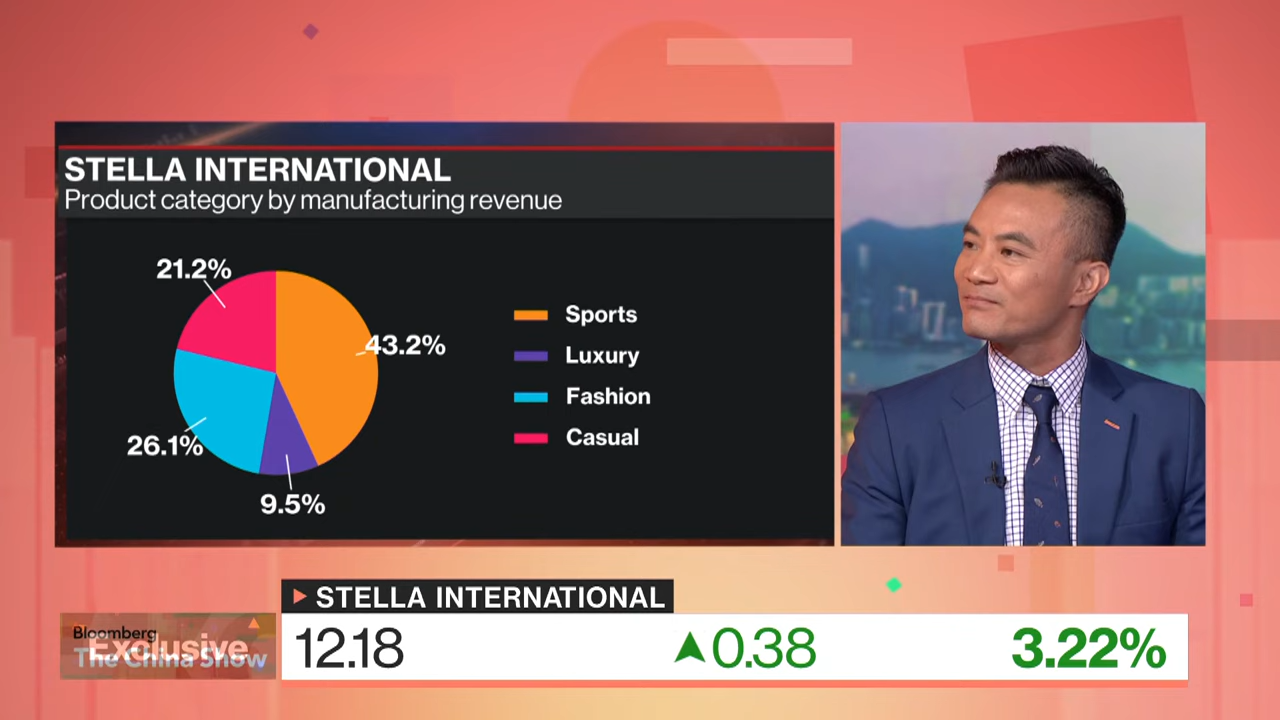 STELLA INTERNATIONAL
Product category by manufacturing revenue
21.2%
43.2%
26.1%
9.5%
Sports
Luxury
Fashion
Casual
STELLA INTERNATIONAL
Bloomberg
Exclusive
The China Show
12.18
0.38
3.22%